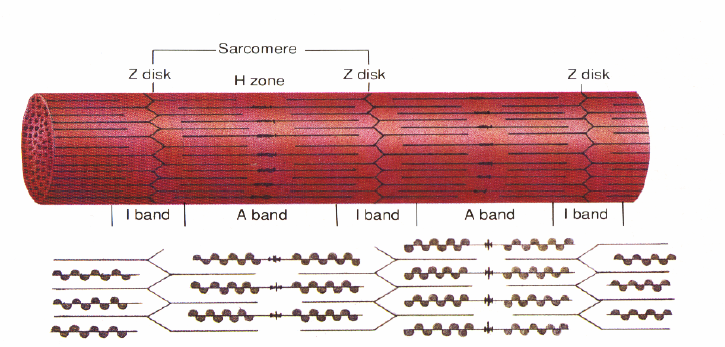 Sarcomere
Z disk H zone Z disk Z disk
I band A band I band A band I band